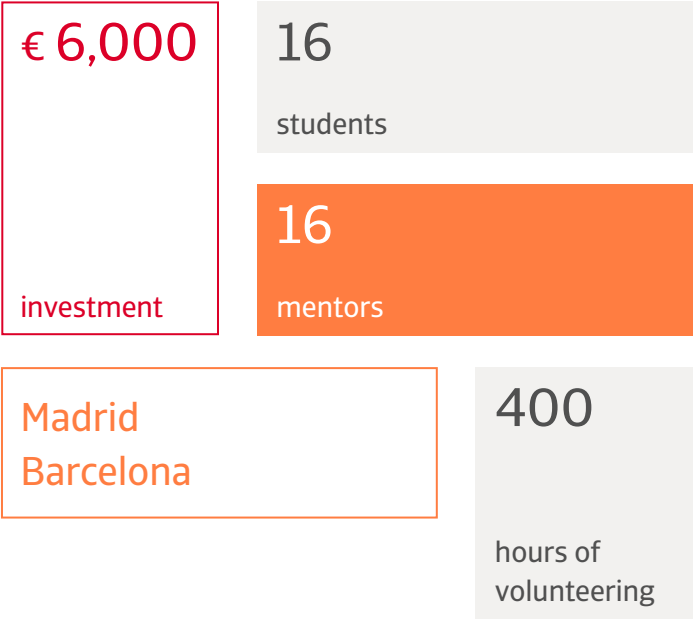 € 6,000
investment
16
students
16
mentors
Madrid
Barcelona
400
hours of
volunteering